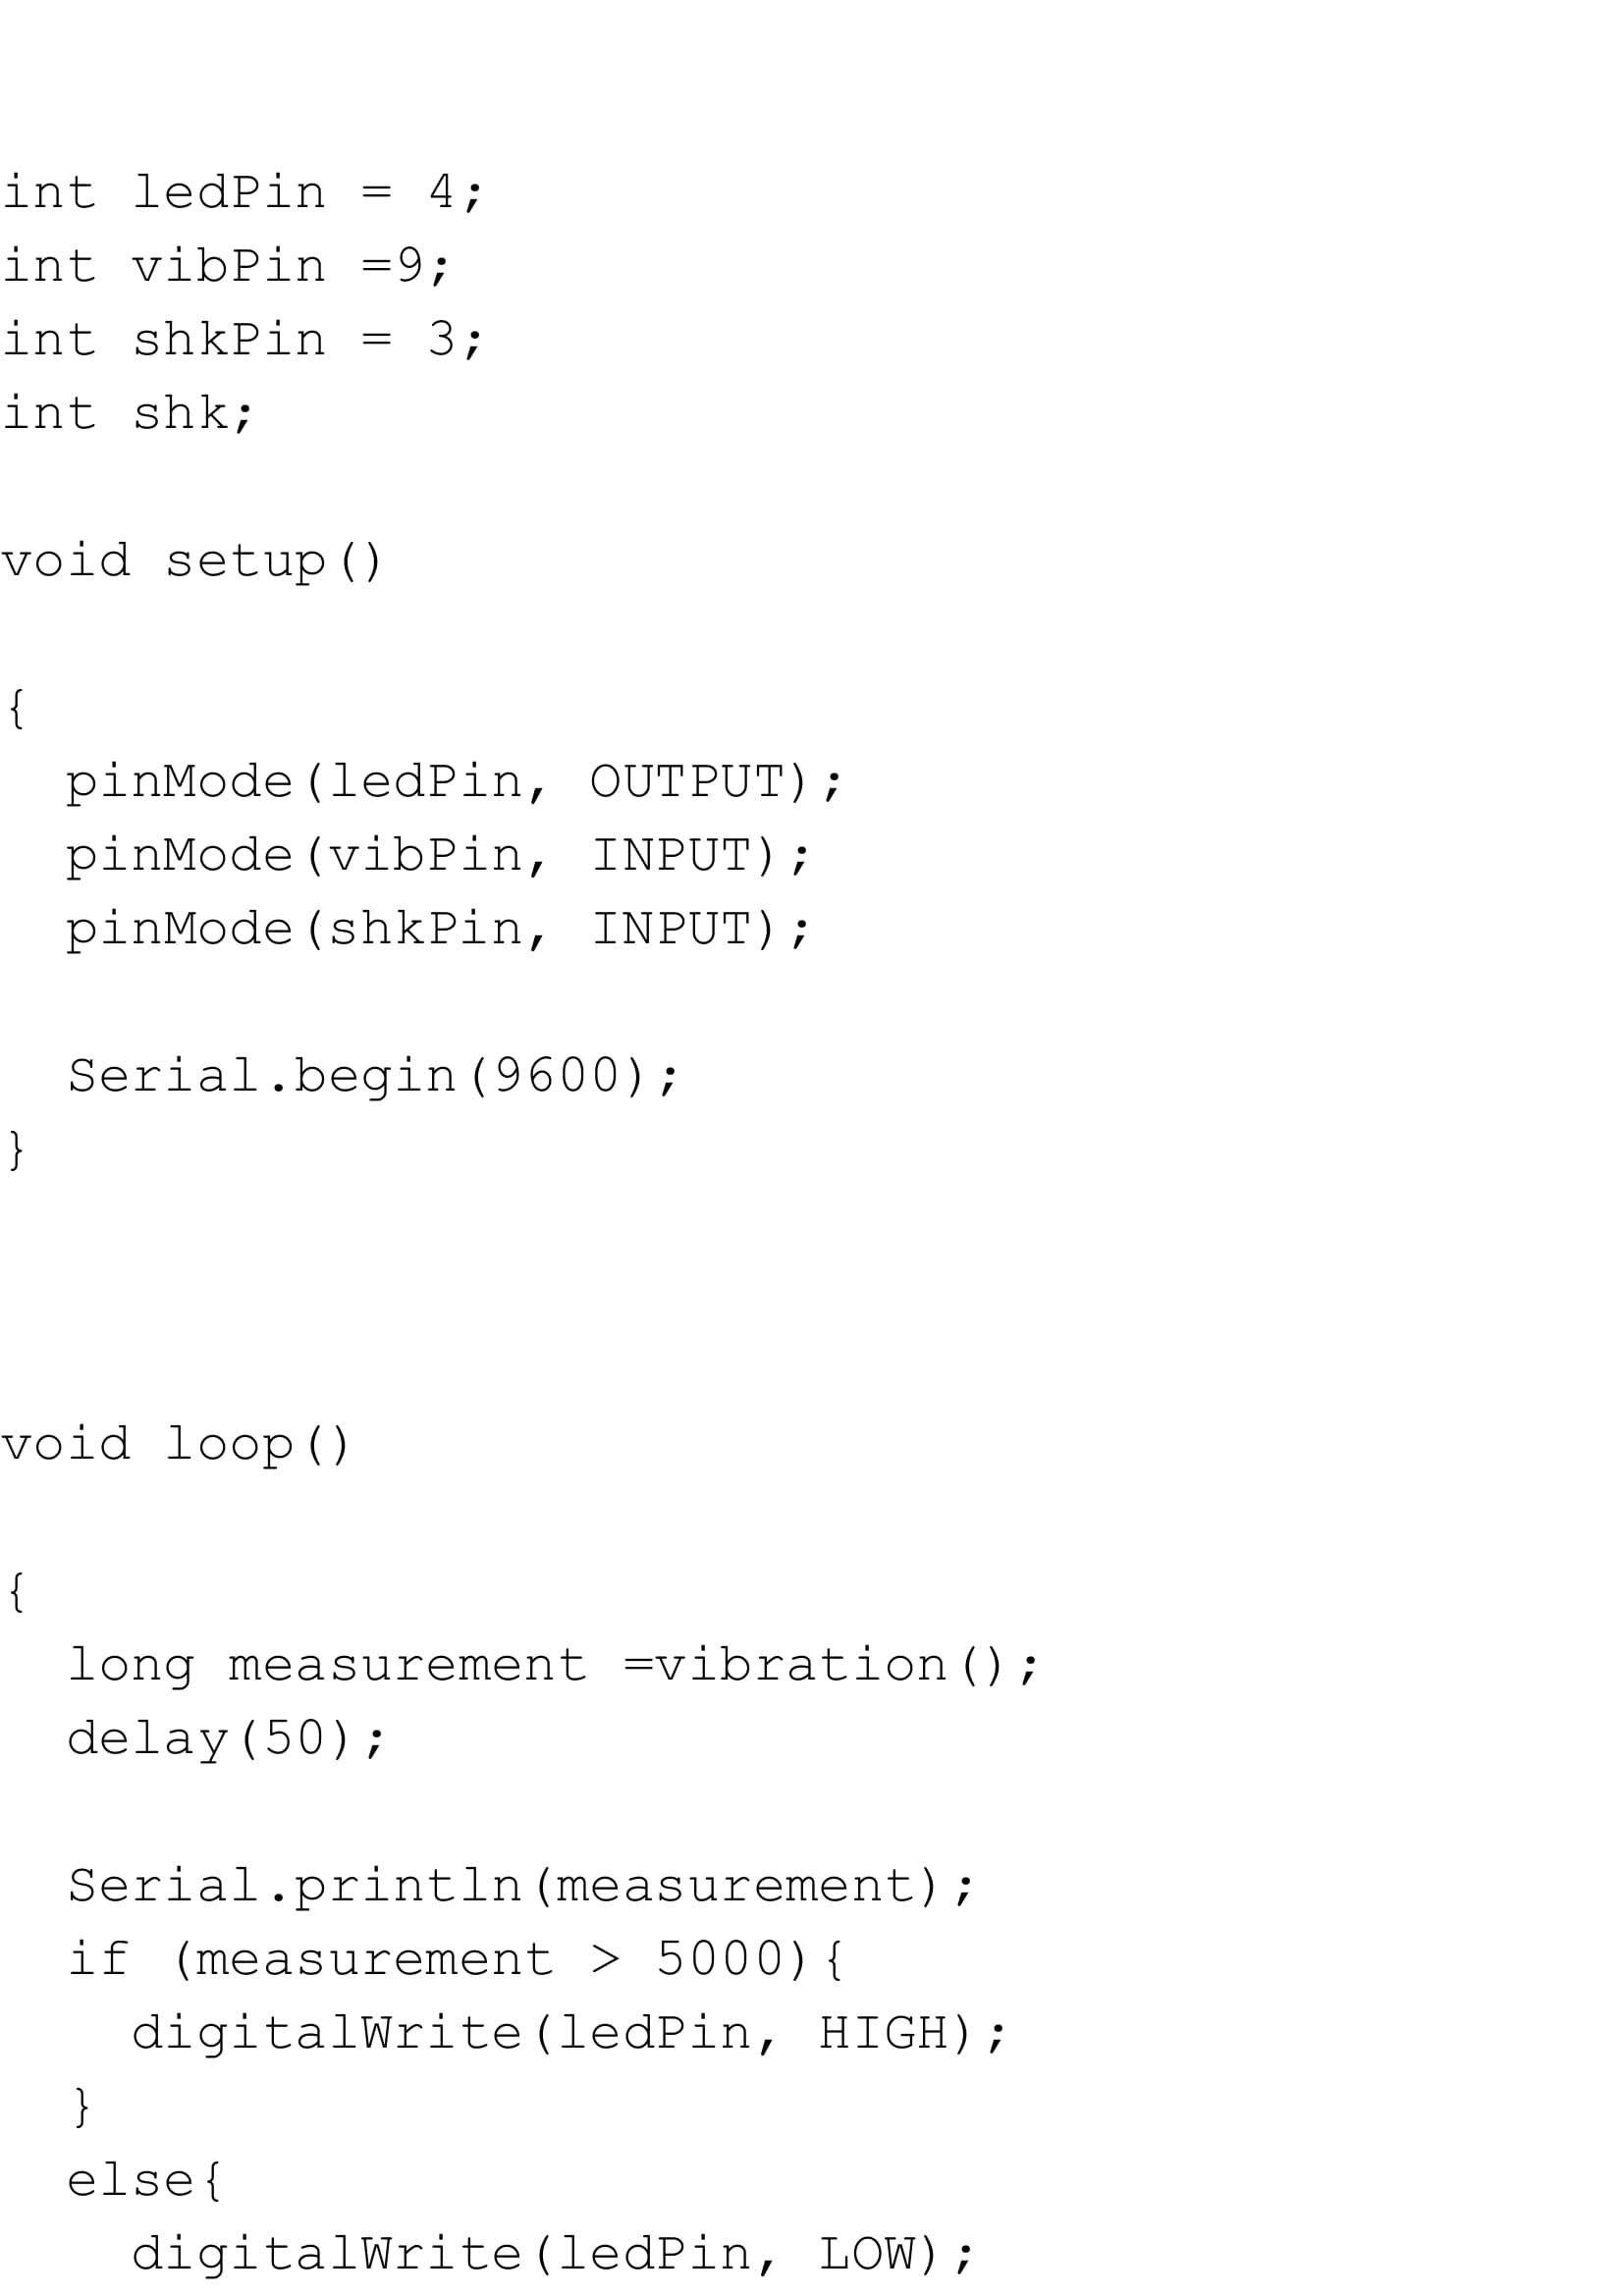 int ledPin = 4;
int vibPin =9;
int shkPin = 3;
int shk;
void setup()
{
  pinMode(ledPin, OUTPUT);
  pinMode(vibPin, INPUT);
  pinMode(shkPin, INPUT);
  Serial.begin(9600);
}
void loop()
{
  long measurement =vibration();
  delay(50);
  Serial.println(measurement);
  if (measurement > 5000){
    digitalWrite(ledPin, HIGH);
  }
  else{
    digitalWrite(ledPin, LOW);